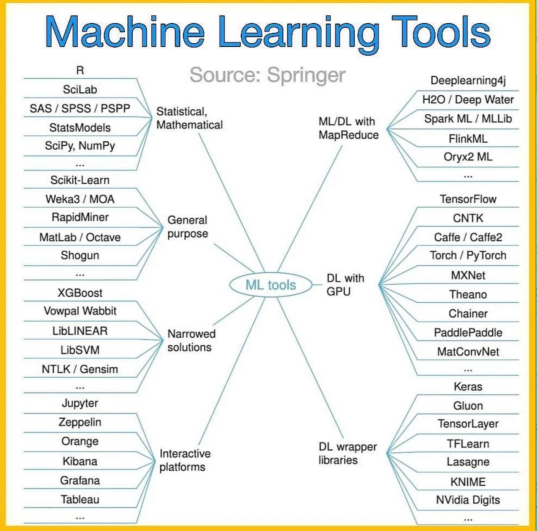 Machine Learning Tools
Source: Springer
R
SciLab
SAS / SPSS / PSPP
StatsModels
SciPy, NumPy
...
Statistical,
Mathematical
Scikit-Learn
Weka3 / MOA
RapidMiner
MatLab / Octave
Shogun
...
General
purpose
XGBoost
Vowpal Wabbit
LibLINEAR
LibSVM
NTLK / Gensim
...
Narrowed
solutions
Jupyter
Zeppelin
Orange
Kibana
Grafana
Tableau
...
Interactive
platforms
ML tools
ML/DL with
MapReduce
Deeplearning4j
H2O / Deep Water
Spark ML / MLLib
FlinkML
Oryx2 ML
...
DL with
GPU
TensorFlow
CNTK
Caffe / Caffe2
Torch / PyTorch
MXNet
Theano
Chainer
PaddlePaddle
MatConvNet
...
DL wrapper
libraries
Keras
Gluon
TensorLayer
TFLearn
Lasagne
KNIME
NVidia Digits
...